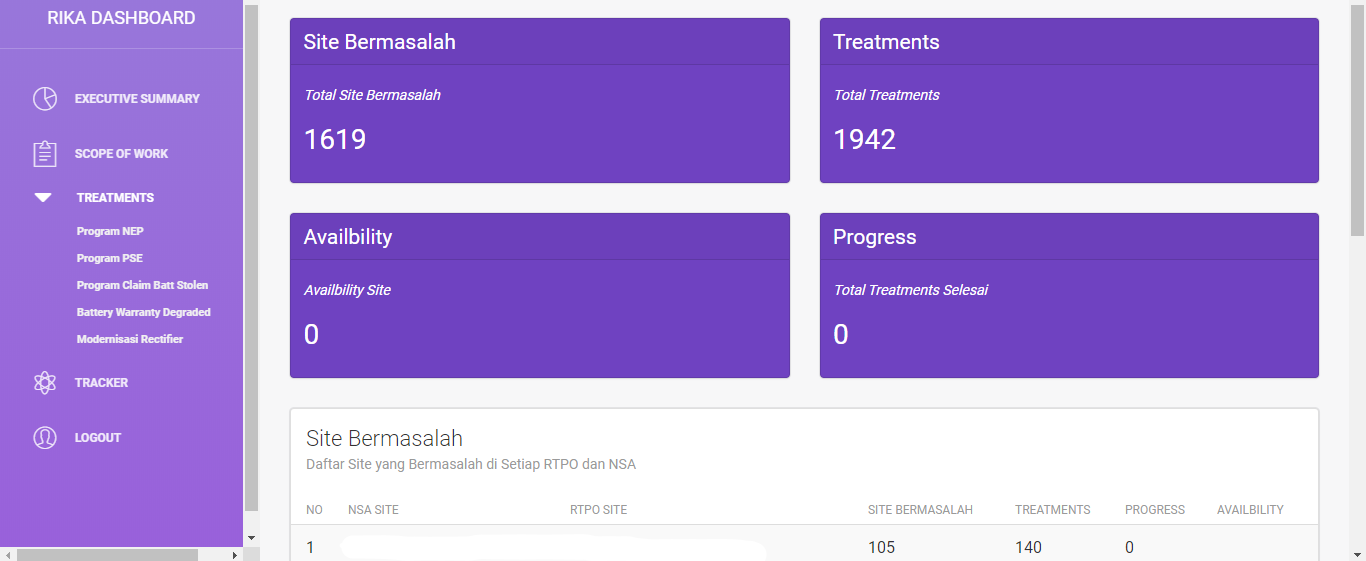 RIKA DASHBOARD
EXECUTIVE SUMMARY
SCOPE OF WORK
TREATMENTS
Program NEP
Program PSE
Program Claim Batt Stolen
Battery Warranty Degraded
Modernisasi Rectifier
TRACKER
LOGOUT
Site Bermasalah
Total Site Bermasalah
1619
Treatments
Total Treatments
1942
Availbility
Availbility Site
0
Progress
Total Treatments Selesai
0
Site Bermasalah
Daftar Site yang Bermasalah di Setiap RTPO dan NSA
NO NSA SITE RTPO SITE SITE BERMASALAH TREATMENTS PROGRESS AVAILBILITY
1 105 140 0